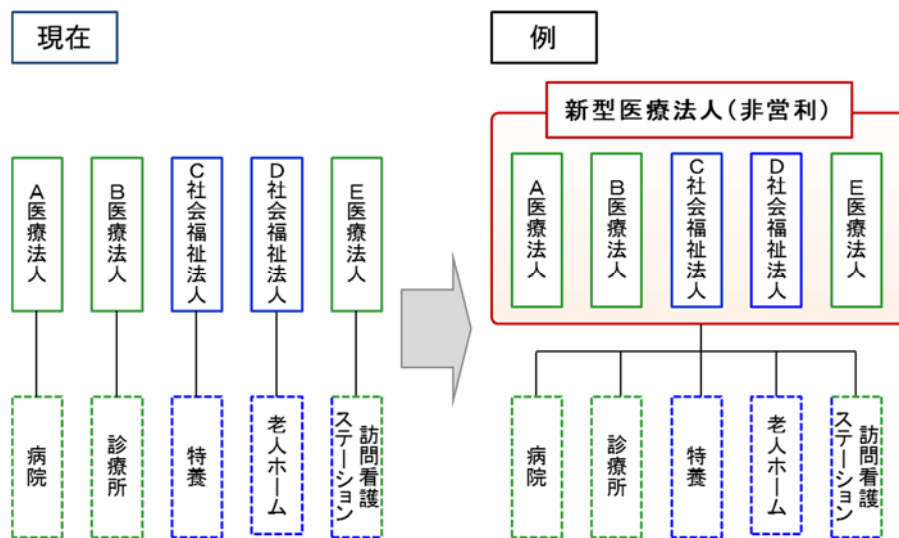 現在
A医療法人
B医療法人
C社会福祉法人
D社会福祉法人
E医療法人
病院
診療所
特養
老人ホーム
訪問看護
ステーション
例
新型医療法人(非営利)
A医療法人
B医療法人
C社会福祉法人
D社会福祉法人
E医療法人
病院
診療所
特養
老人ホーム
訪問看護
ステーション